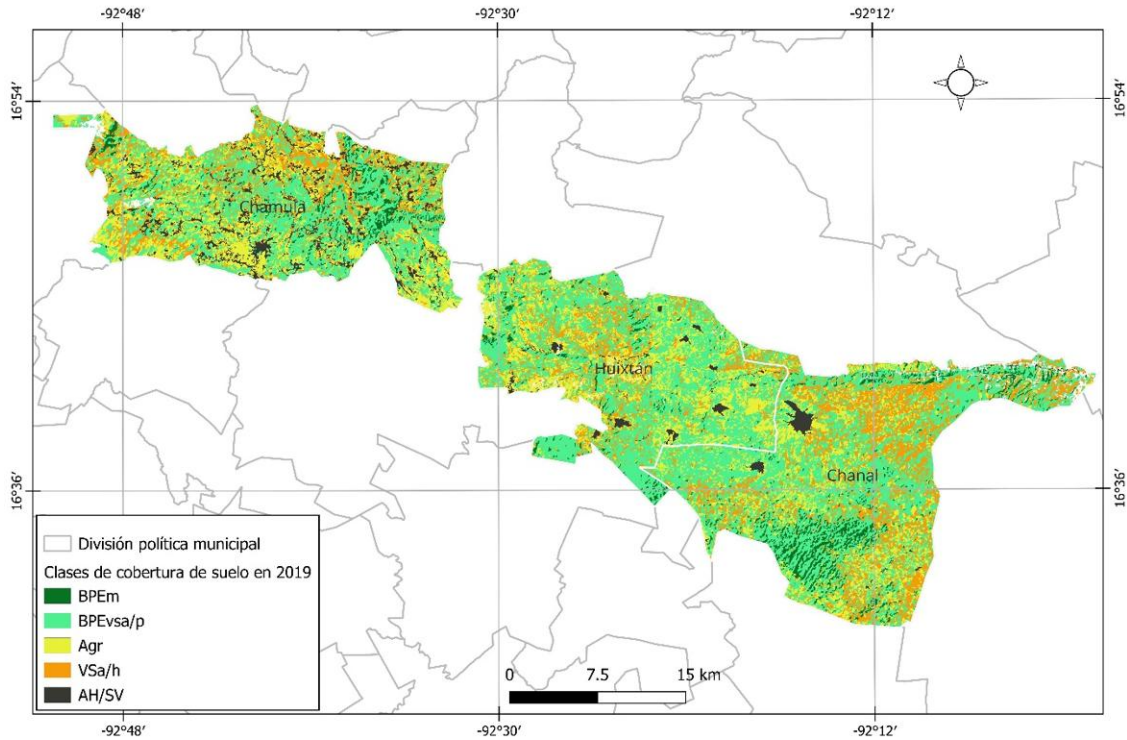 -92°48′ -92°30′ -92°12′
16°54′ 16°54′
Chamula
Huixtán
Chanal
16°36′ 16°36′
División política municipal
Clases de cobertura de suelo en 2019
BPEm
BPEvsa/p
Agr
VSa/h
AH/SV
0 7.5 15 km
-92°48′ -92°30′ -92°12′